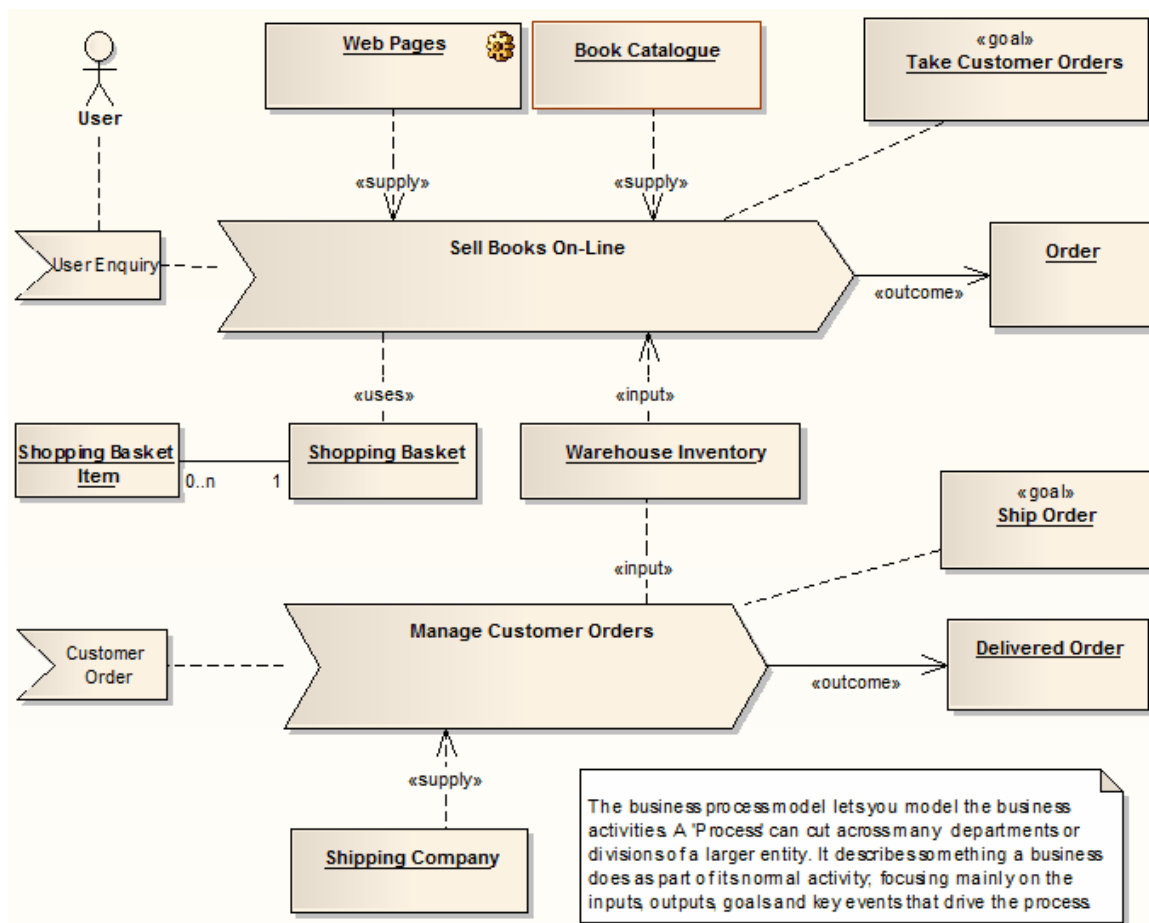 Web Pages
Book Catalogue
«goal»
Take Customer Orders
User
«supply»
«supply»
Sell Books On-Line
User Enquiry
Order
«outcome»
«uses»
«input»
Shopping Basket
Item
0..n
1
Shopping Basket
Warehouse Inventory
«goal»
Ship Order
«input»
Manage Customer Orders
Customer
Order
Delivered Order
«outcome»
«supply»
Shipping Company
The business process model lets you model the business
activities. A 'Process' can cut across many departments or
divisions of a larger entity. It describes something a business
does as part of its normal activity; focusing mainly on the
inputs, outputs, goals and key events that drive the process.